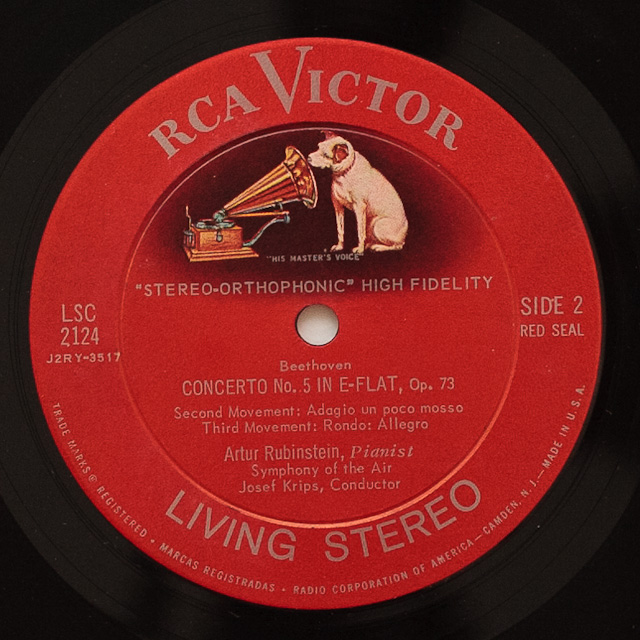 RCA VICTOR
"HIS MASTER'S VOICE"
"STEREO-ORTHOPHONIC" HIGH FIDELITY
LSC
2124
J2RY-3517
SIDE 2
RED SEAL
Beethoven
CONCERTO No. 5 IN E-FLAT, Op. 73
Second Movement: Adagio un poco mosso
Third Movement: Rondo: Allegro
Artur Rubinstein, Pianist
Symphony of the Air
Josef Krips, Conductor
LIVING STEREO
TRADE MARKS ® REGISTERED • MARCAS REGISTRADAS • RADIO CORPORATION OF AMERICA—CAMDEN, N. J.—MADE IN U.S.A.